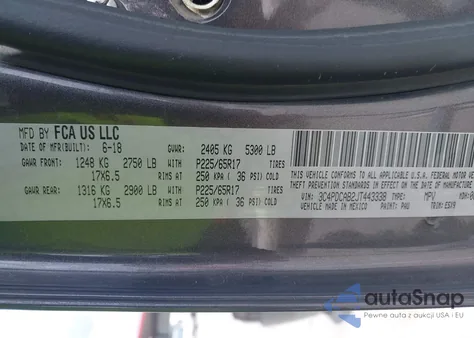 MFD BY FCA US LLC
DATE OF MFR(BUILT): 6-18 GVWR: 2405 KG 5300 LB
GAWR FRONT: 1248 KG 2750 LB WITH P225/65R17 TIRES
17X6.5 RIMS AT 250 KPA ( 36 PSI) COLD
GAWR REAR: 1316 KG 2900 LB WITH P225/65R17 TIRES
17X6.5 RIMS AT 250 KPA ( 36 PSI) COLD
THIS VEHICLE CONFORMS TO ALL APPLICABLE U.S.A. FEDERAL MOTOR
PREVENTION STANDARDS IN EFFECT ON THE DATE OF MANUFACTURE
VIN: 3C4PDCAB2JT443338 TYPE: MPV
VEHICLE MADE IN MEXICO PAINT: PAU TRIM:
autoSnap
Pewne auta z aukcji USA i EU